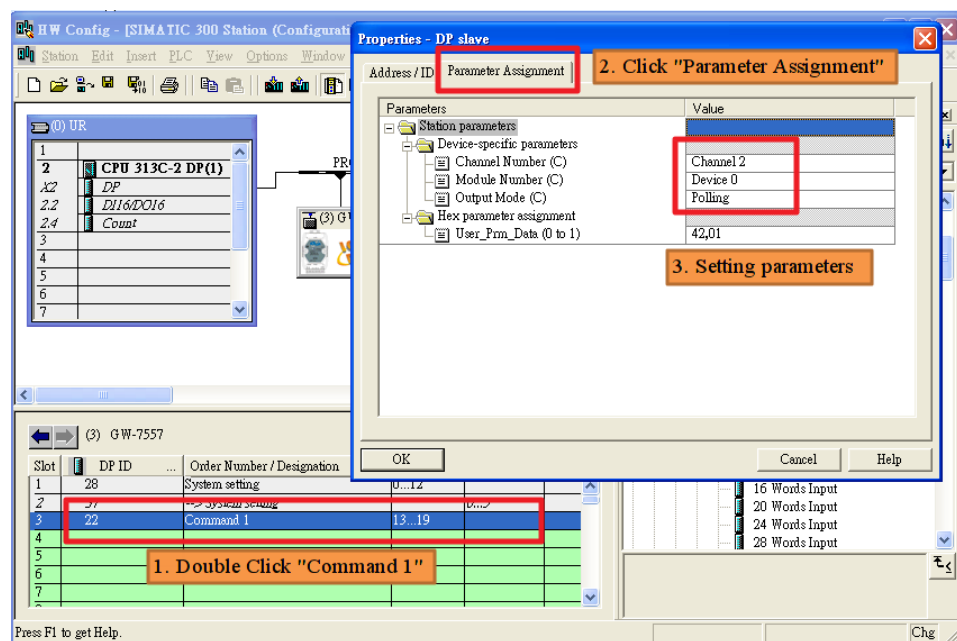 HW Config - [SIMATIC 300 Station (Configurati
Station Edit Insert PLC View Options Window
(0) UR
1
2 CPU 313C-2 DP(1)
X2 DP
2.2 DI16/DO16
2.4 Count
3
4
5
6
7
PRO
(3) GW
Properties - DP slave
Address / ID Parameter Assignment
2. Click "Parameter Assignment"
Parameters Value
Station parameters
Device-specific parameters
Channel Number (C) Channel 2
Module Number (C) Device 0
Output Mode (C) Polling
Hex parameter assignment
User_Prm_Data (0 to 1) 42,01
3. Setting parameters
OK Cancel Help
(3) GW-7557
Slot DP ID ... Order Number / Designation
1 28 System setting 0...12
2 --> System setting
3 22 Command 1 13...19
4
5
6
7
1. Double Click "Command 1"
16 Words Input
20 Words Input
24 Words Input
28 Words Input
Press F1 to get Help. Chg